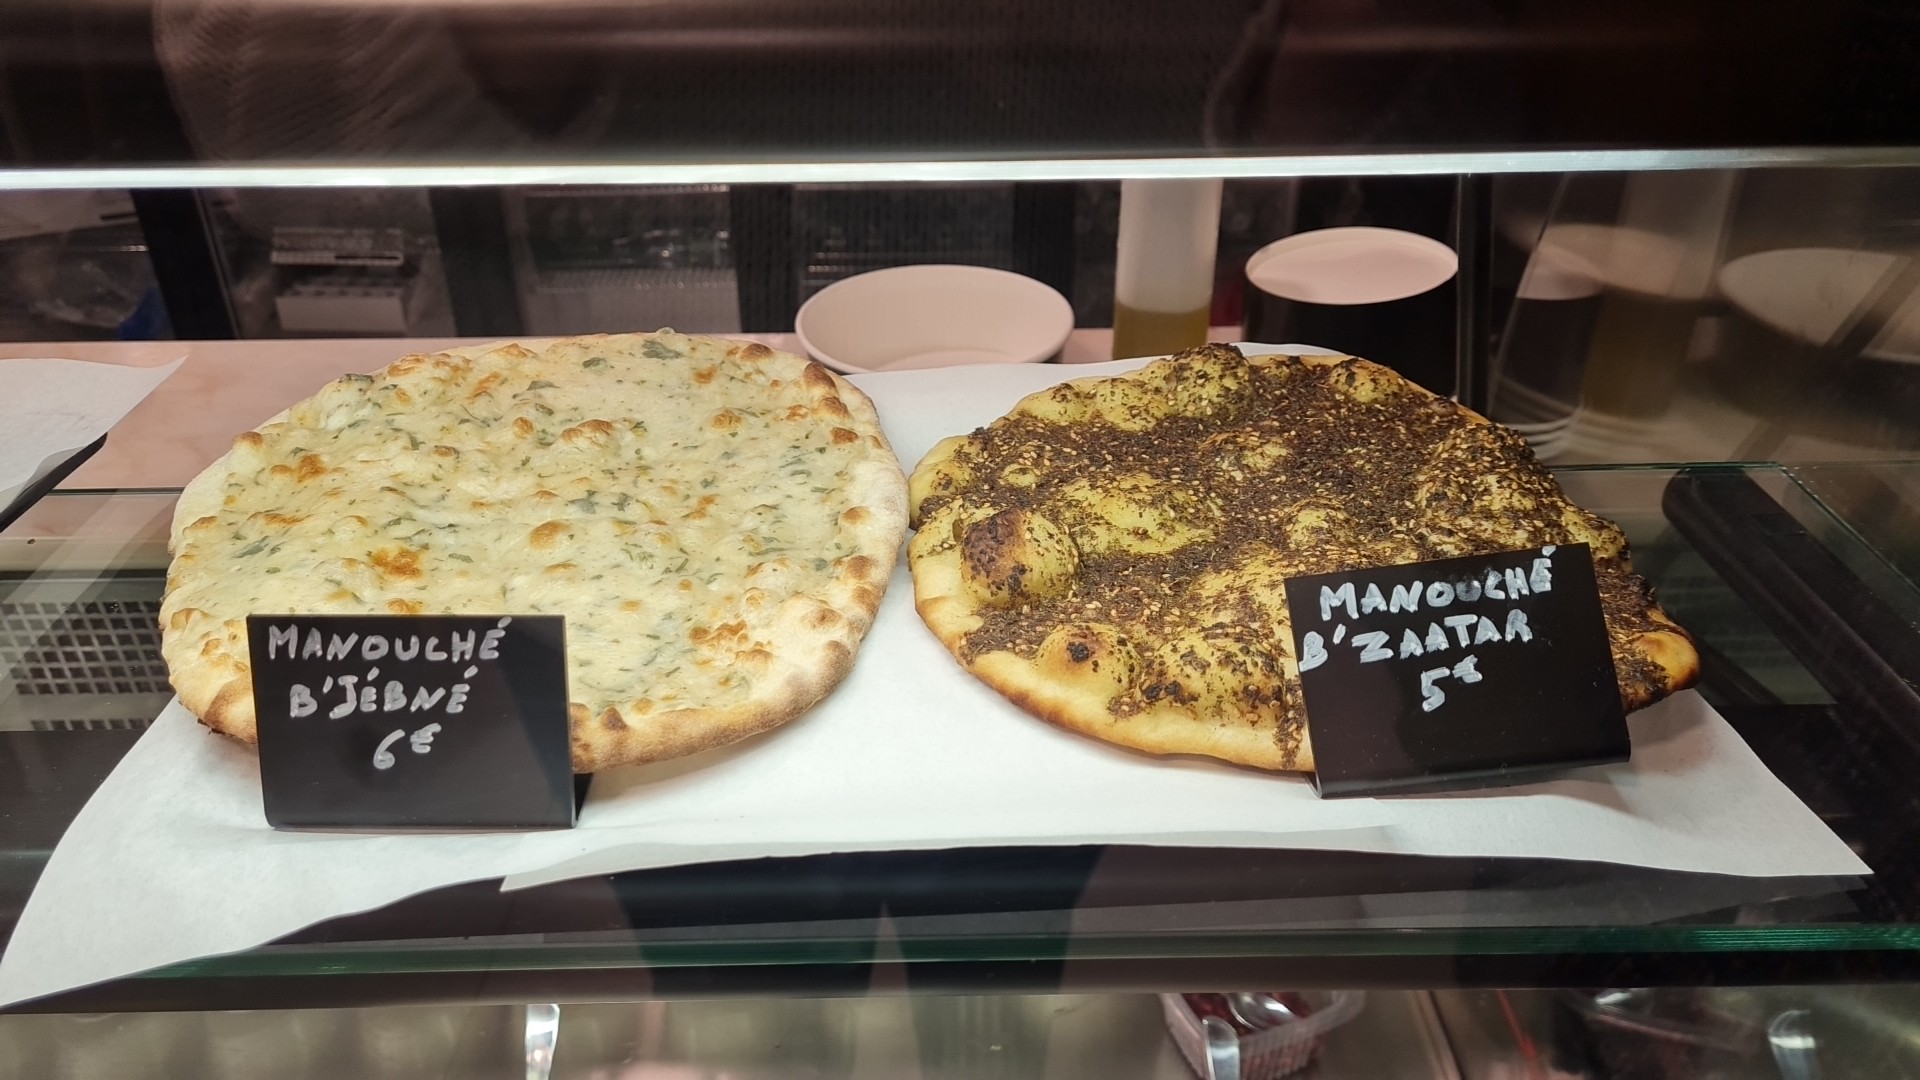 MANOUCHÉ
B'JÉBNÉ
6€
MANOUCHÉ
B'ZAATAR
5€